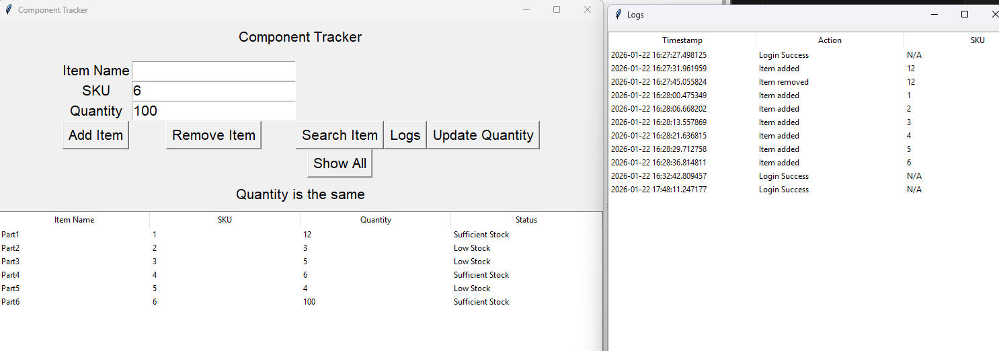 Component Tracker
Component Tracker
Item Name
SKU 6
Quantity 100
Add Item Remove Item Search Item Logs Update Quantity
Show All
Quantity is the same
Item Name SKU Quantity Status
Part1 1 12 Sufficient Stock
Part2 2 3 Low Stock
Part3 3 5 Low Stock
Part4 4 6 Sufficient Stock
Part5 5 4 Low Stock
Part6 6 100 Sufficient Stock
Logs
Timestamp Action SKU
2026-01-22 16:27:27.498125 Login Success N/A
2026-01-22 16:27:31.961959 Item added 12
2026-01-22 16:27:45.055824 Item removed 12
2026-01-22 16:28:00.475349 Item added 1
2026-01-22 16:28:06.668202 Item added 2
2026-01-22 16:28:13.557869 Item added 3
2026-01-22 16:28:21.636815 Item added 4
2026-01-22 16:28:29.712758 Item added 5
2026-01-22 16:28:36.814811 Item added 6
2026-01-22 16:32:42.809457 Login Success N/A
2026-01-22 17:48:11.247177 Login Success N/A